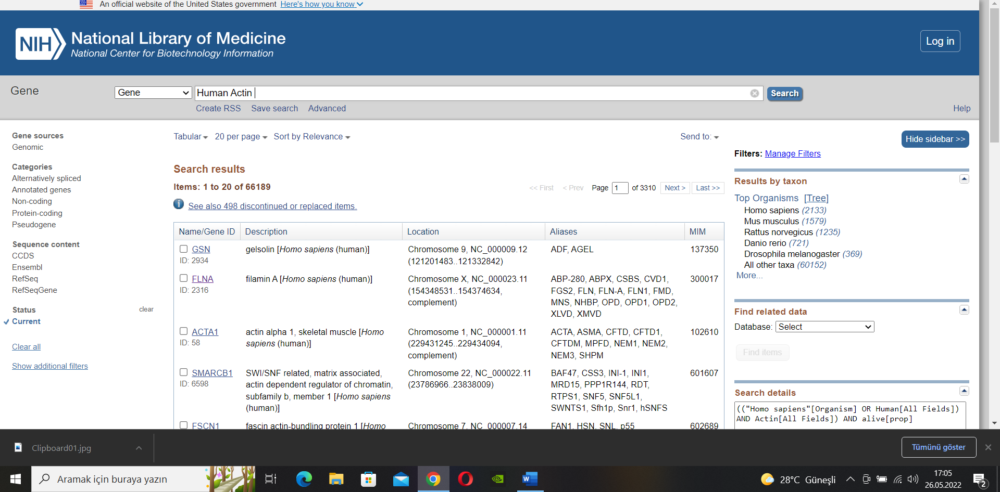 An official website of the United States government Here's how you know
NIH National Library of Medicine
National Center for Biotechnology Information
Log in
Gene
Gene
Human Actin
Search
Create RSS Save search Advanced
Help
Gene sources
Genomic
Categories
Alternatively spliced
Annotated genes
Non-coding
Protein-coding
Pseudogene
Sequence content
CCDS
Ensembl
RefSeq
RefSeqGene
Status clear
Current
Clear all
Show additional filters
Tabular 20 per page Sort by Relevance
Send to:
Search results
Items: 1 to 20 of 66189
<< First < Prev Page 1 of 3310 Next > Last >>
See also 498 discontinued or replaced items.
Name/Gene ID Description Location Aliases MIM
GSN gelsolin [Homo sapiens (human)] Chromosome 9, NC_000009.12 ADF, AGEL 137350
ID: 2934 (121201483..121332842)
FLNA filamin A [Homo sapiens (human)] Chromosome X, NC_000023.11 ABP-280, ABPX, CSBS, CVD1, 300017
ID: 2316 (154348531..154374634, FGS2, FLN, FLN-A, FLN1, FMD,
complement) MNS, NHBP, OPD, OPD1, OPD2,
XLVD, XMVD
ACTA1 actin alpha 1, skeletal muscle [Homo Chromosome 1, NC_000001.11 ACTA, ASMA, CFTD, CFTD1, 102610
ID: 58 sapiens (human)] (229431245..229434094, CFTDM, MPFD, NEM1, NEM2,
complement) NEM3, SHPM
SMARCB1 SWI/SNF related, matrix associated, Chromosome 22, NC_000022.11 BAF47, CSS3, INI-1, INI1, 601607
ID: 6598 actin dependent regulator of chromatin, (23786966..23838009) MRD15, PPP1R144, RDT,
subfamily b, member 1 [Homo sapiens RTPS1, SNF5, SNF5L1,
(human)] SWNTS1, Sfh1p, Snr1, hSNFS
FSCN1 fascin actin-bundling protein 1 [Homo Chromosome 7, NC_000007.14 FAN1, HSN, SNL, p55 602689
Hide sidebar >>
Filters: Manage Filters
Results by taxon
Top Organisms [Tree]
Homo sapiens (2133)
Mus musculus (1579)
Rattus norvegicus (1235)
Danio rerio (721)
Drosophila melanogaster (369)
All other taxa (60152)
More...
Find related data
Database: Select
Find items
Search details
(("Homo sapiens"[Organism] OR Human[All Fields])
AND Actin[All Fields]) AND alive[prop]
Clipboard01.jpg
Tümünü göster
Aramak için buraya yazın
28°C Güneşli
17:05
26.05.2022
2